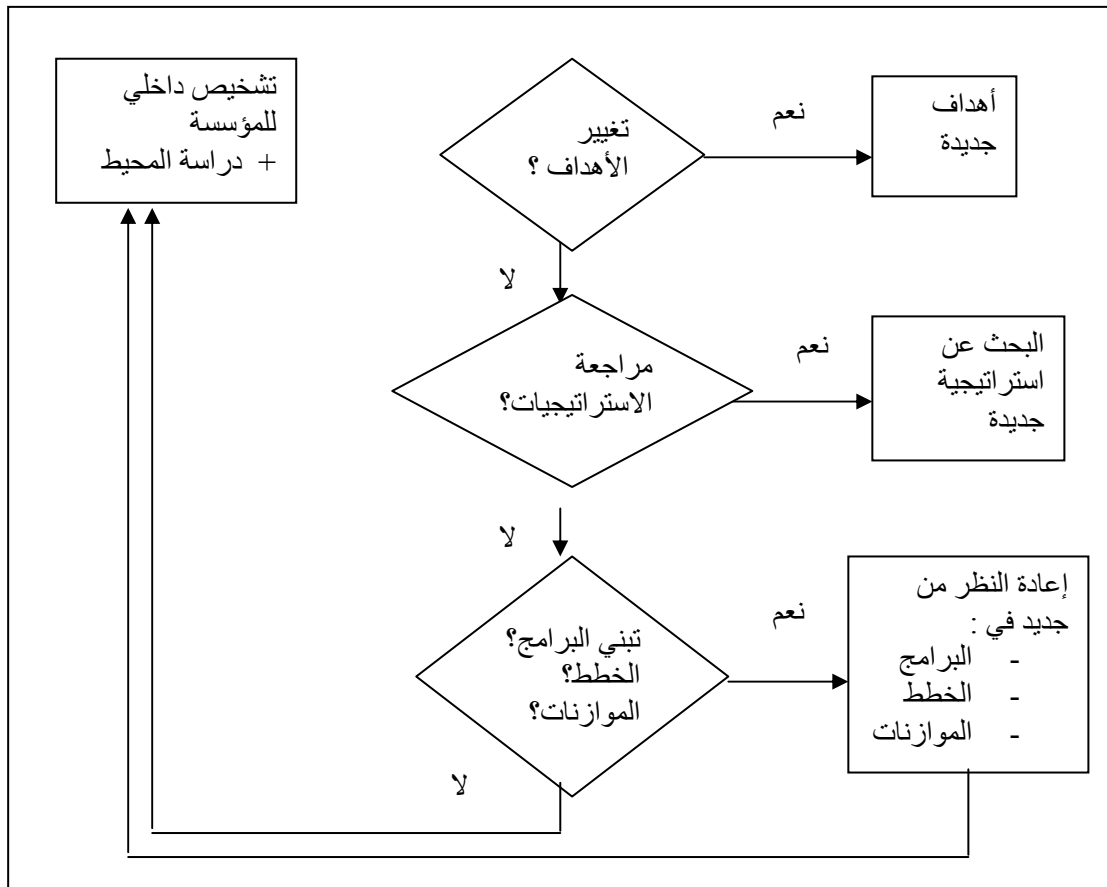 تشخيص داخلي
للمؤسسة
+ دراسة المحيط
تغيير
الأهداف ؟
نعم
أهداف
جديدة
لا
مراجعة
الاستراتيجيات؟
نعم
البحث عن
استراتيجية
جديدة
لا
تبني البرامج؟
الخطط؟
الموازنات؟
نعم
إعادة النظر من
جديد في :
- البرامج
- الخطط
- الموازنات
لا